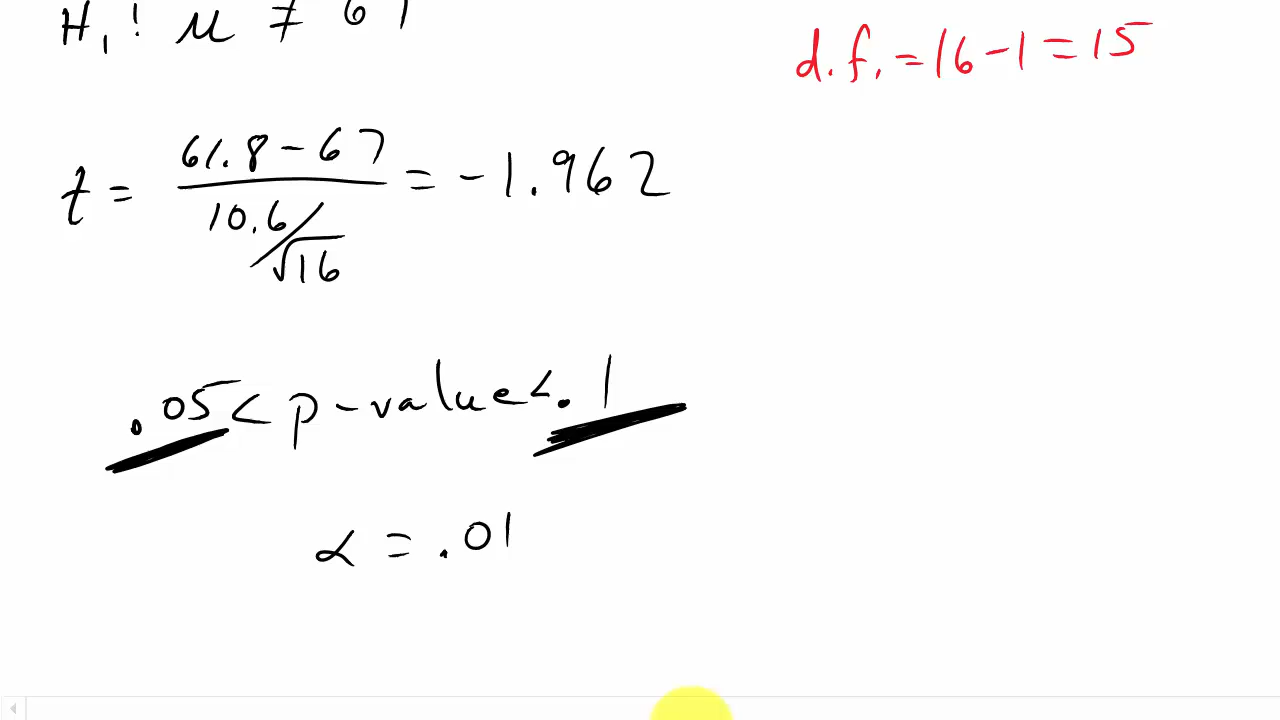 H₁: μ ≠ 67
d.f. = 16 - 1 = 15
t = (61.8 - 67)/(10.6/√16) = -1.962
.05 < p-value < .1
α = .01